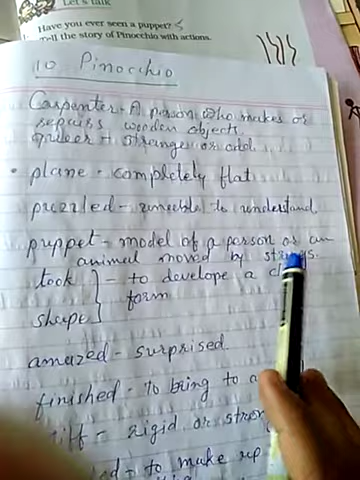 Let's talk
Have you ever seen a puppet?
Tell the story of Pinocchio with actions.
10. Pinocchio
Carpenter - A person who makes or
repairs wooden objects.
queer + strange or odd.
• plane - completely flat
puzzled - unable to understand.
puppet - model of a person or an
animal moved by strings.
took } - to develope a
shape } form
amazed - surprised.
finished - to bring to
rigid or
to make up